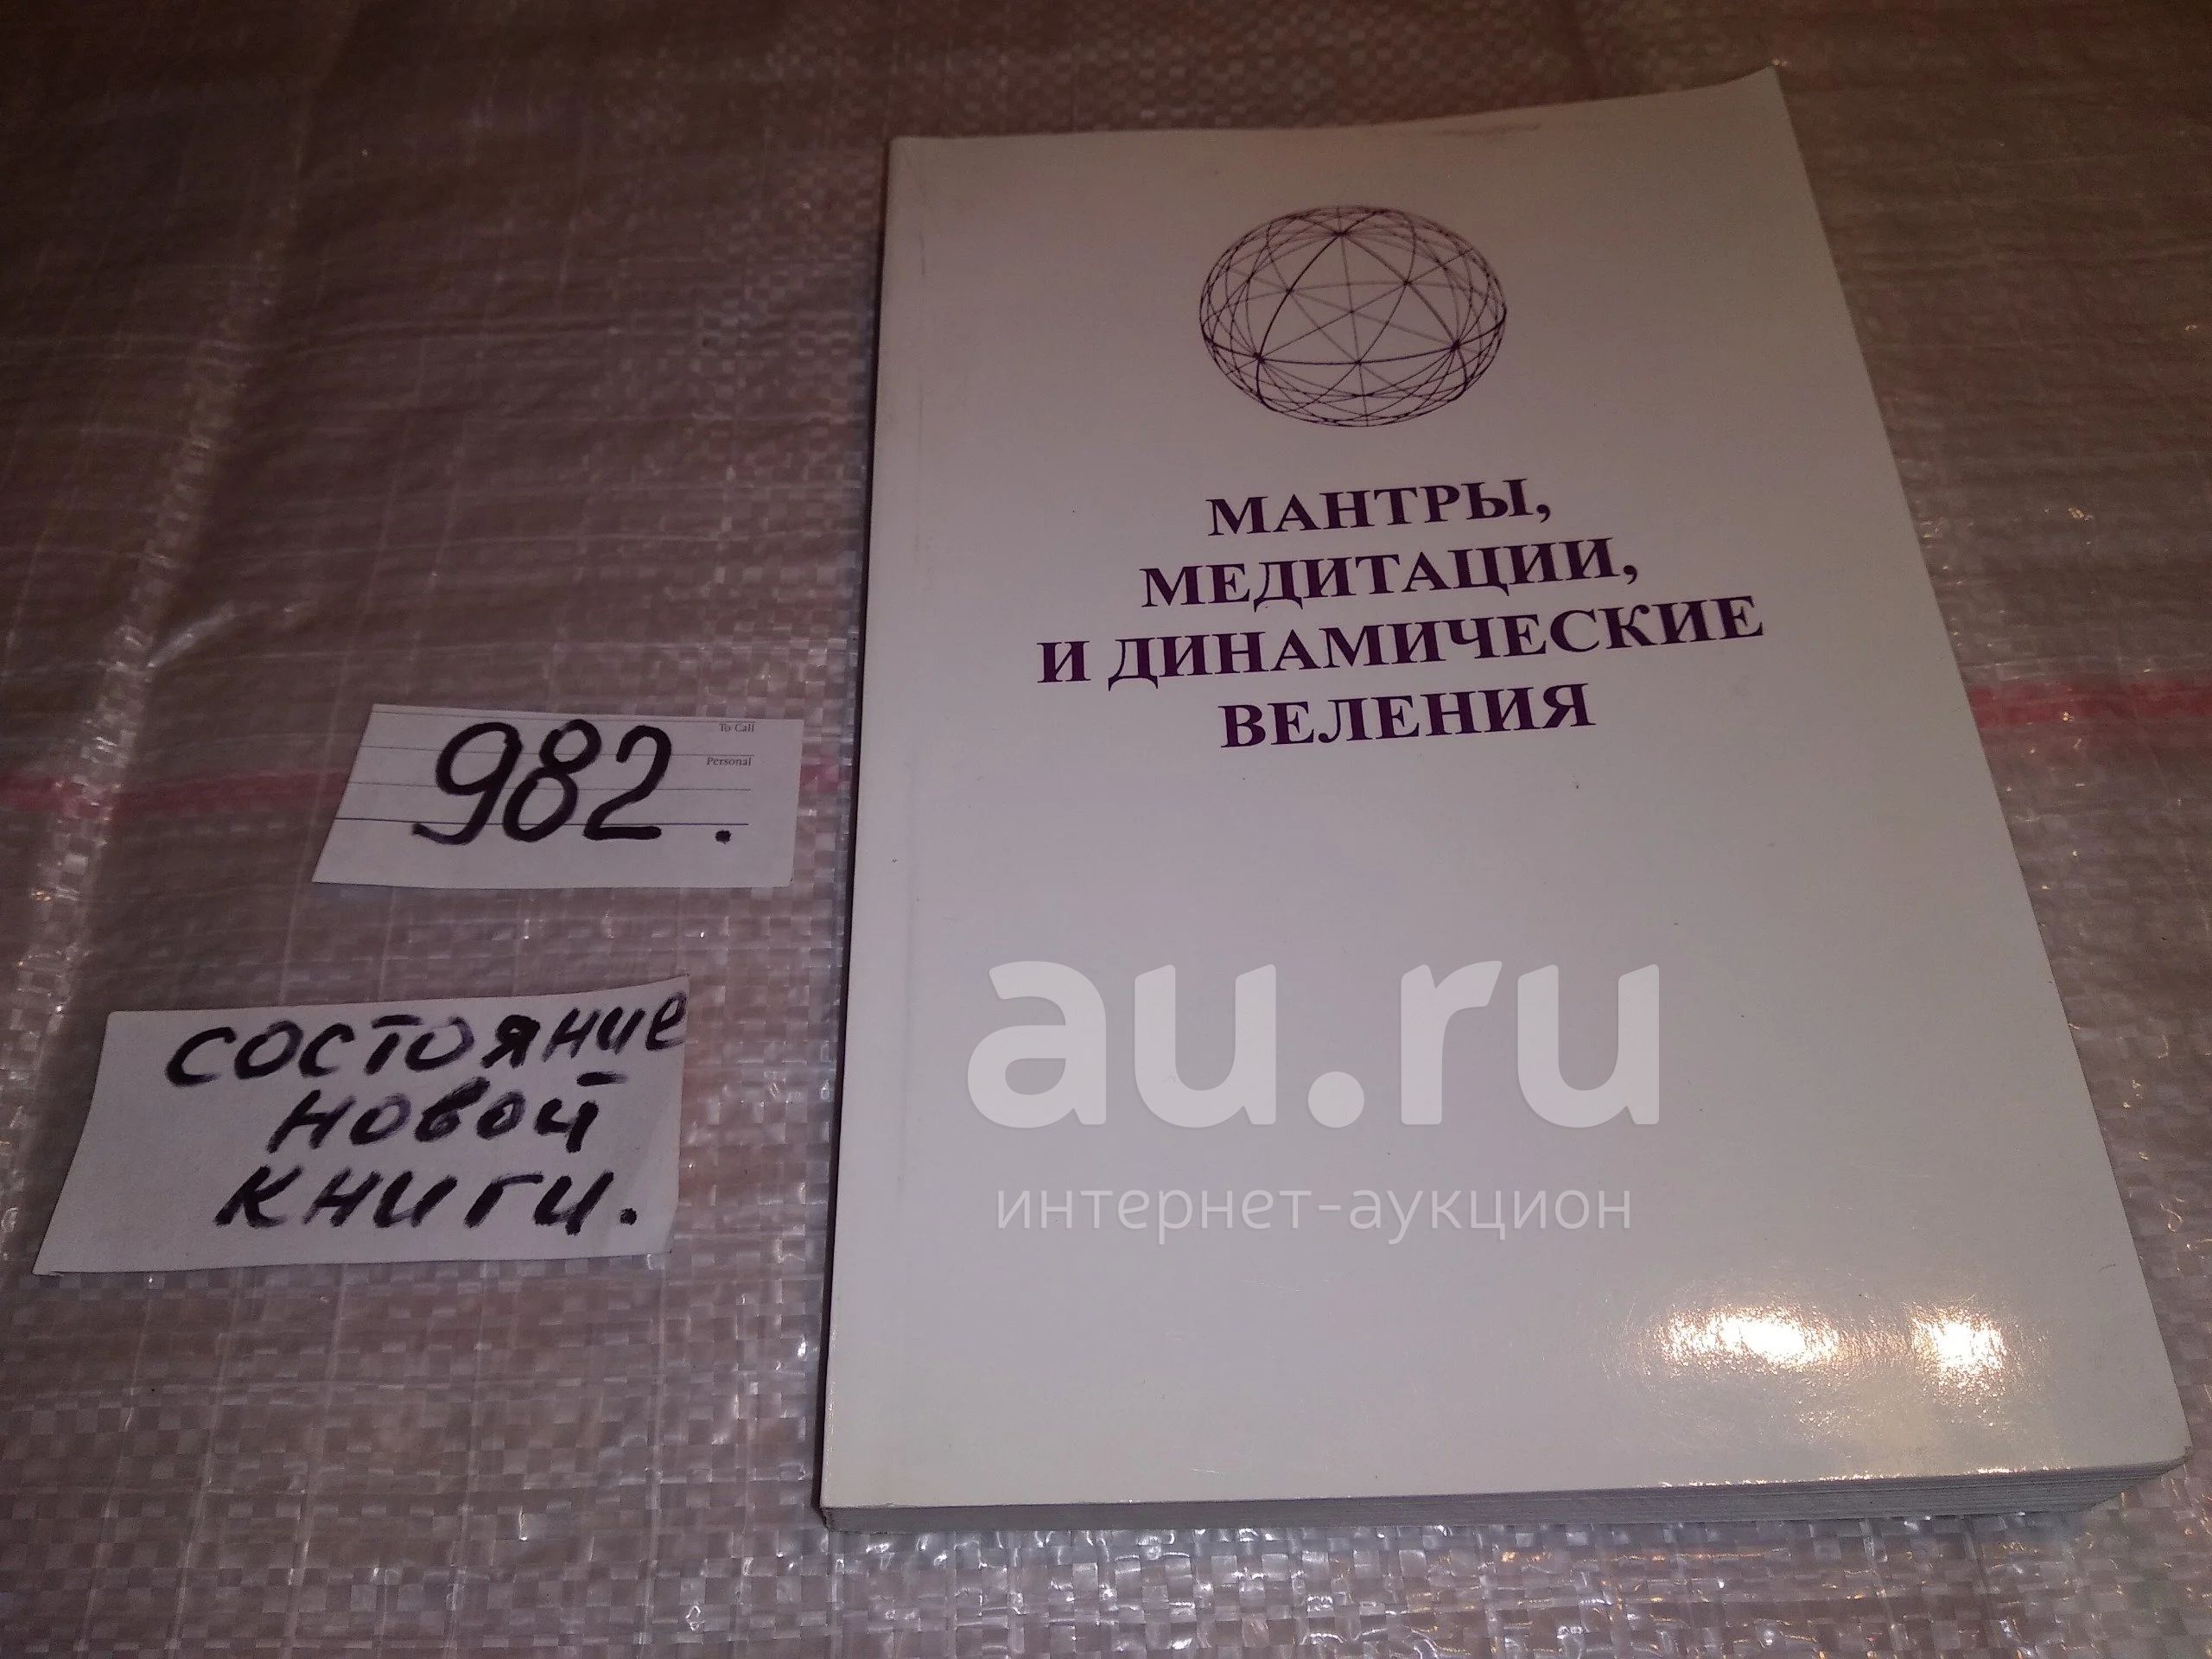 МАНТРЫ,
МЕДИТАЦИИ,
И ДИНАМИЧЕСКИЕ
ВЕЛЕНИЯ
To Call
Personal
982.
состояние
новой
книги.
au.ru
интернет-аукцион